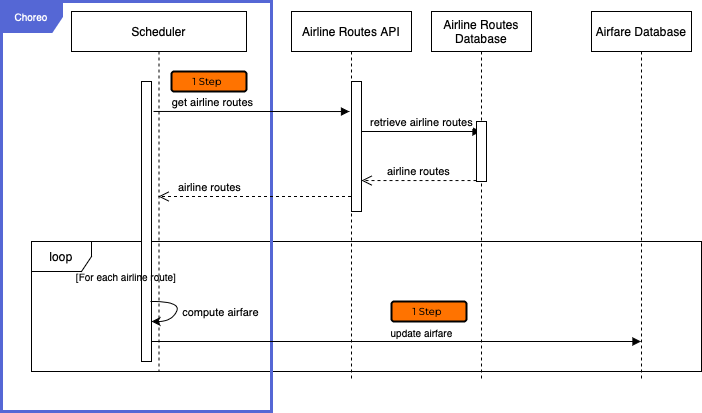 Choreo
Scheduler
Airline Routes API
Airline Routes
Database
Airfare Database
1 Step
get airline routes
retrieve airline routes
airline routes
airline routes
loop
[For each airline route]
compute airfare
1 Step
update airfare